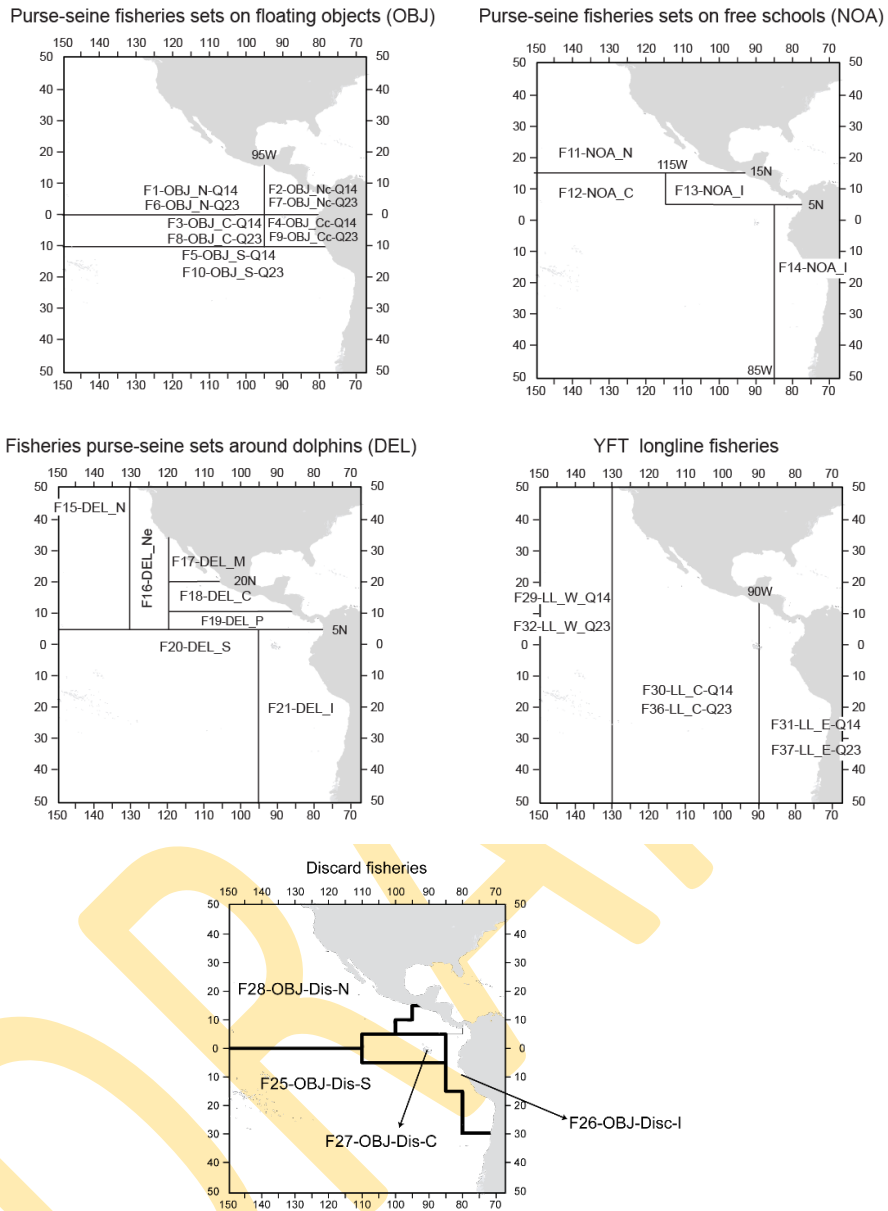 Purse-seine fisheries sets on floating objects (OBJ)
150 140 130 120 110 100 90 80 70
50 50
40 40
30 30
20 20
95W
10 10
F1-OBJ_N-Q14 F2-OBJ_Nc-Q14
F6-OBJ_N-Q23 F7-OBJ_Nc-Q23
0 0
F3-OBJ_C-Q14 F4-OBJ_Cc-Q14
F8-OBJ_C-Q23 F9-OBJ_Cc-Q23
10 10
F5-OBJ_S-Q14
F10-OBJ_S-Q23
20 20
30 30
40 40
50 50
150 140 130 120 110 100 90 80 70
Purse-seine fisheries sets on free schools (NOA)
150 140 130 120 110 100 90 80 70
50 50
40 40
30 30
20 20
F11-NOA_N
115W 15N
10 10
F12-NOA_C F13-NOA_I
5N
0 0
10 10
F14-NOA_I
20 20
30 30
40 40
50 50
85W
150 140 130 120 110 100 90 80 70
Fisheries purse-seine sets around dolphins (DEL)
150 140 130 120 110 100 90 80 70
50 50
F15-DEL_N
40 40
30 30
F16-DEL_Ne
F17-DEL_M
20 20
20N
F18-DEL_C
10 10
F19-DEL_P
5N
0 0
F20-DEL_S
10 10
20 20
F21-DEL_I
30 30
40 40
50 50
150 140 130 120 110 100 90 80 70
YFT longline fisheries
150 140 130 120 110 100 90 80 70
50 50
40 40
30 30
20 20
90W
F29-LL_W_Q14
10 10
F32-LL_W_Q23
0 0
10 10
F30-LL_C-Q14
20 20
F36-LL_C-Q23
F31-LL_E-Q14
30 30
F37-LL_E-Q23
40 40
50 50
150 140 130 120 110 100 90 80 70
Discard fisheries
150 140 130 120 110 100 90 80 70
50 50
40 40
30 30
20 20
F28-OBJ-Dis-N
10 10
0 0
10 10
F25-OBJ-Dis-S
20 20
F26-OBJ-Disc-I
30 30
F27-OBJ-Dis-C
40 40
50 50
150 140 130 120 110 100 90 80 70